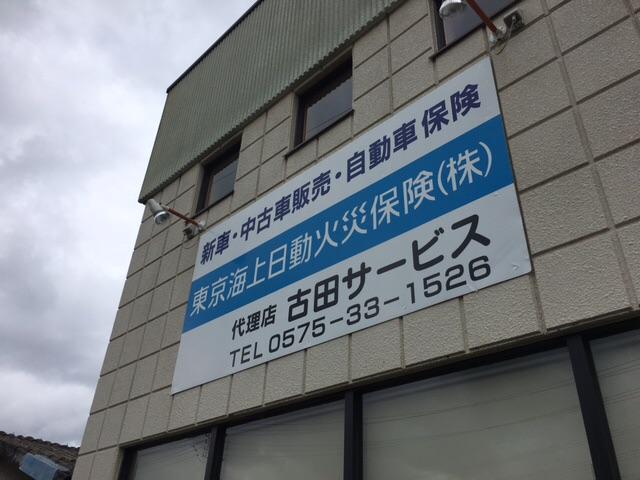 新車・中古車販売・自動車保険
東京海上日動火災保険(株)
代理店 古田サービス
TEL 0575-33-1526